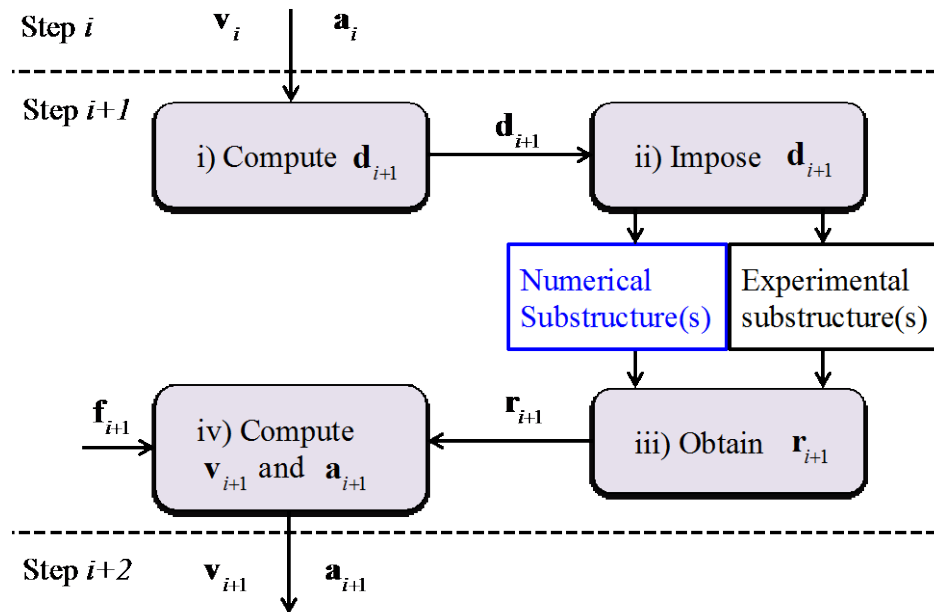 Step i
v_i
a_i
Step i+1
i) Compute d_{i+1}
d_{i+1}
ii) Impose d_{i+1}
Numerical
Substructure(s)
Experimental
substructure(s)
f_{i+1}
iv) Compute
v_{i+1} and a_{i+1}
r_{i+1}
iii) Obtain r_{i+1}
Step i+2
v_{i+1}
a_{i+1}